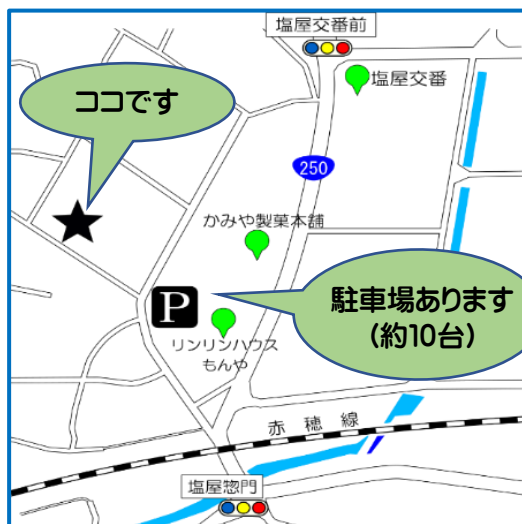 塩屋交番前
ココです
塩屋交番
250
かみや製菓本舗
P
駐車場あります
(約10台)
リンリンハウス
もんや
赤穂線
塩屋惣門